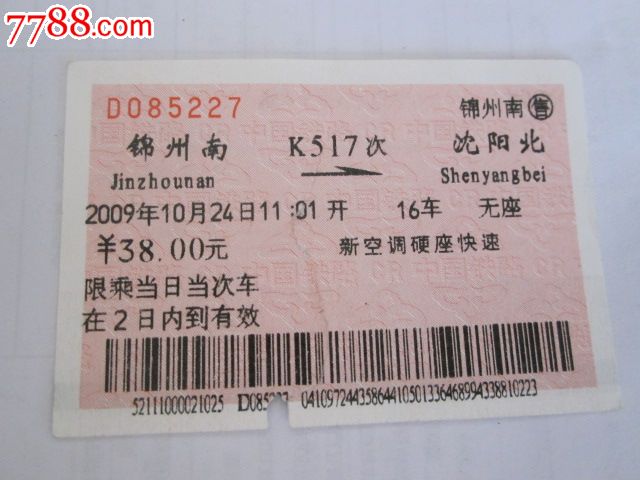 7788.com
D085227
锦州南售
锦州南 K517次 沈阳北
Jinzhounan Shenyangbei
2009年10月24日11:01开 16车 无座
¥38.00元 新空调硬座快速
限乘当日当次车
在2日内到有效
52111000021025 041097244358644105013364689943388​10223